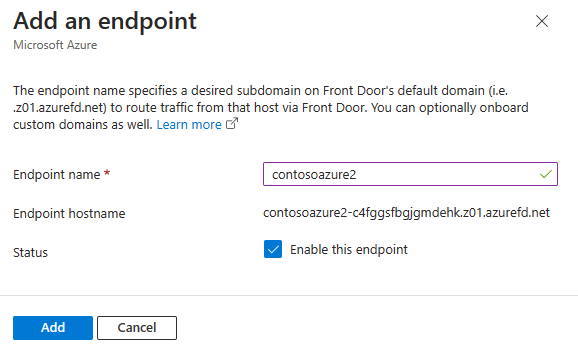 Add an endpoint
Microsoft Azure
The endpoint name specifies a desired subdomain on Front Door's default domain (i.e.
.z01.azurefd.net) to route traffic from that host via Front Door. You can optionally onboard
custom domains as well. Learn more
Endpoint name *
contosoazure2
Endpoint hostname
contosoazure2-c4fggsfbgjgmdehk.z01.azurefd.net
Status
Enable this endpoint
Add
Cancel